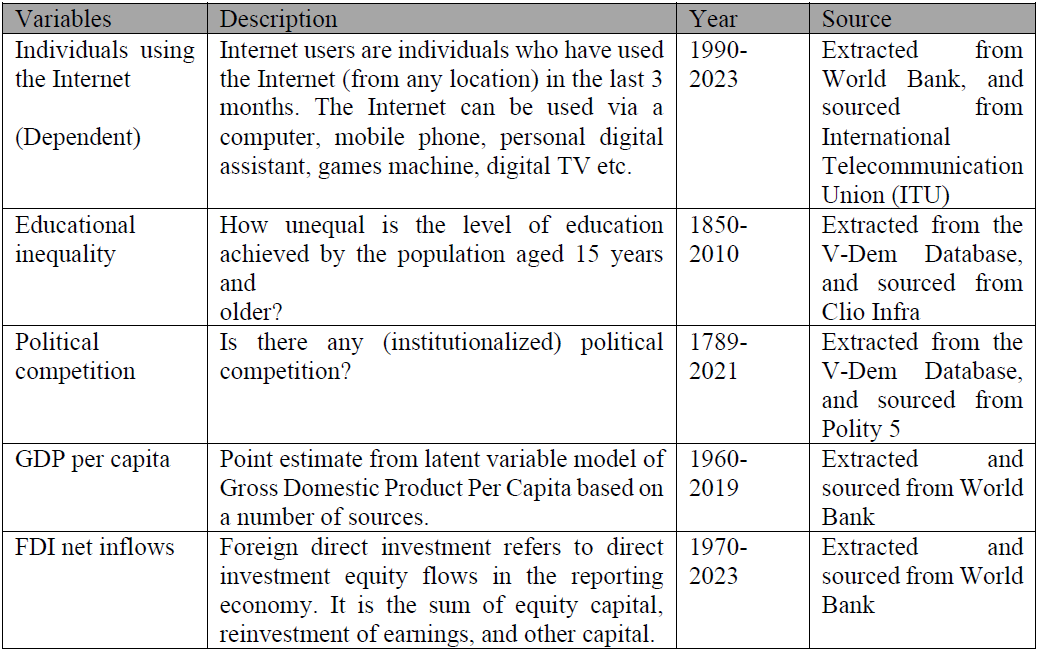 Variables Description Year Source
Individuals using
the Internet
(Dependent)
Internet users are individuals who have used
the Internet (from any location) in the last 3
months. The Internet can be used via a
computer, mobile phone, personal digital
assistant, games machine, digital TV etc.
1990-
2023
Extracted from
World Bank, and
sourced from
International
Telecommunication
Union (ITU)
Educational
inequality
How unequal is the level of education
achieved by the population aged 15 years
and
older?
1850-
2010
Extracted from the
V-Dem Database,
and sourced from
Clio Infra
Political
competition
Is there any (institutionalized) political
competition?
1789-
2021
Extracted from the
V-Dem Database,
and sourced from
Polity 5
GDP per capita
Point estimate from latent variable model of
Gross Domestic Product Per Capita based on
a number of sources.
1960-
2019
Extracted and
sourced from World
Bank
FDI net inflows
Foreign direct investment refers to direct
investment equity flows in the reporting
economy. It is the sum of equity capital,
reinvestment of earnings, and other capital.
1970-
2023
Extracted and
sourced from World
Bank